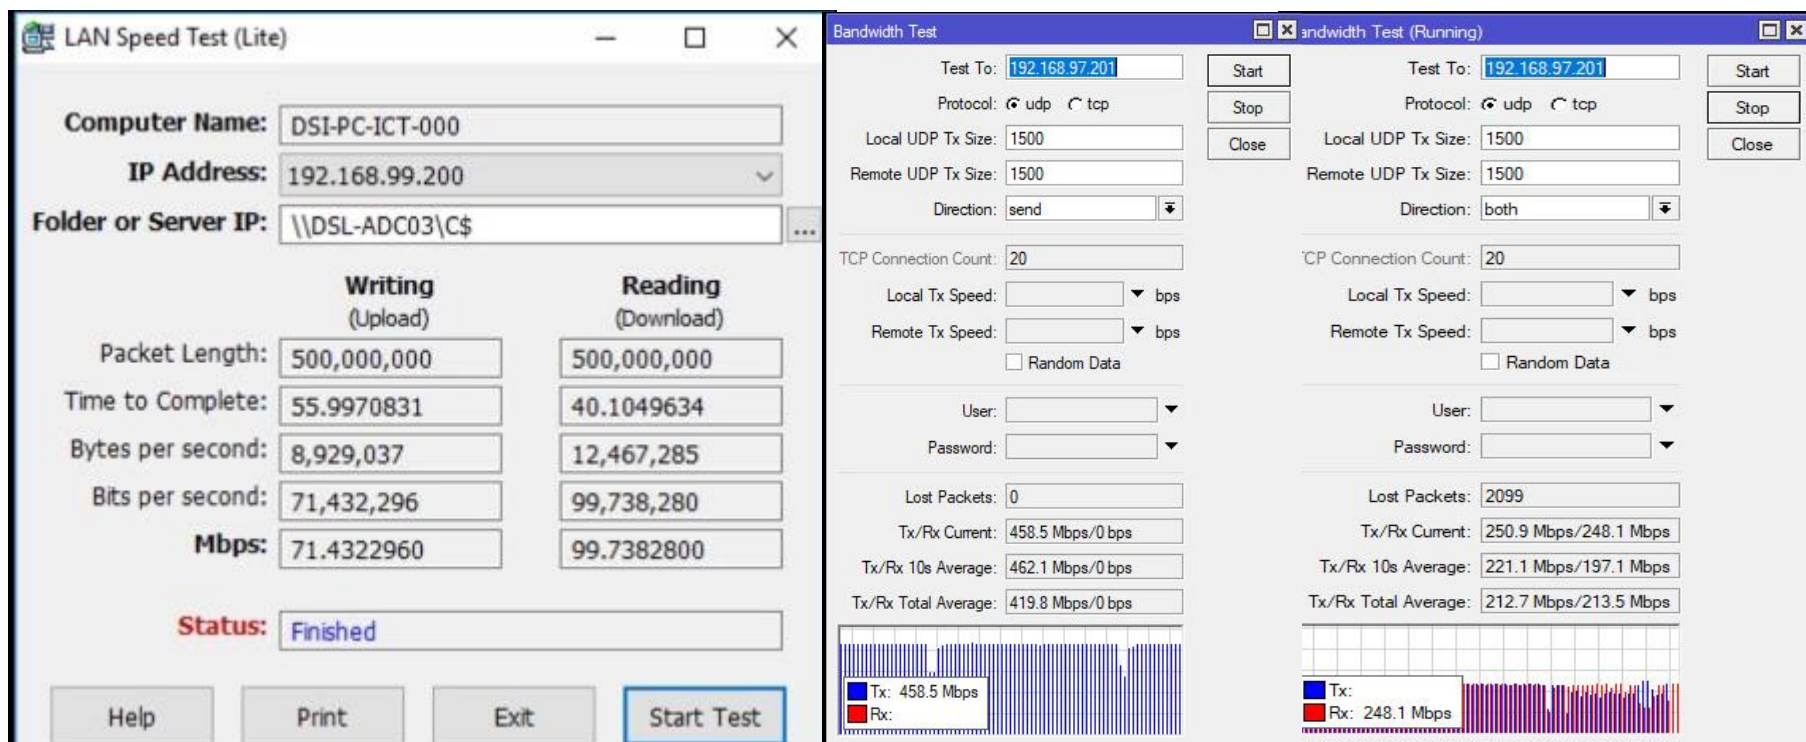 LAN Speed Test (Lite)
Computer Name: DSI-PC-ICT-000
IP Address: 192.168.99.200
Folder or Server IP: \\DSL-ADC03\C$ ...
Writing Reading
(Upload) (Download)
Packet Length: 500,000,000 500,000,000
Time to Complete: 55.9970831 40.1049634
Bytes per second: 8,929,037 12,467,285
Bits per second: 71,432,296 99,738,280
Mbps: 71.4322960 99.7382800
Status: Finished
Help Print Exit Start Test
Bandwidth Test
Test To: 192.168.97.201 Start
Protocol: udp tcp Stop
Local UDP Tx Size: 1500 Close
Remote UDP Tx Size: 1500
Direction: send
TCP Connection Count: 20
Local Tx Speed: bps
Remote Tx Speed: bps
Random Data
User:
Password:
Lost Packets: 0
Tx/Rx Current: 458.5 Mbps/0 bps
Tx/Rx 10s Average: 462.1 Mbps/0 bps
Tx/Rx Total Average: 419.8 Mbps/0 bps
Tx: 458.5 Mbps
Rx:
andwidth Test (Running)
Test To: 192.168.97.201 Start
Protocol: udp tcp Stop
Local UDP Tx Size: 1500 Close
Remote UDP Tx Size: 1500
Direction: both
CP Connection Count: 20
Local Tx Speed: bps
Remote Tx Speed: bps
Random Data
User:
Password:
Lost Packets: 2099
Tx/Rx Current: 250.9 Mbps/248.1 Mbps
Tx/Rx 10s Average: 221.1 Mbps/197.1 Mbps
Tx/Rx Total Average: 212.7 Mbps/213.5 Mbps
Tx:
Rx: 248.1 Mbps